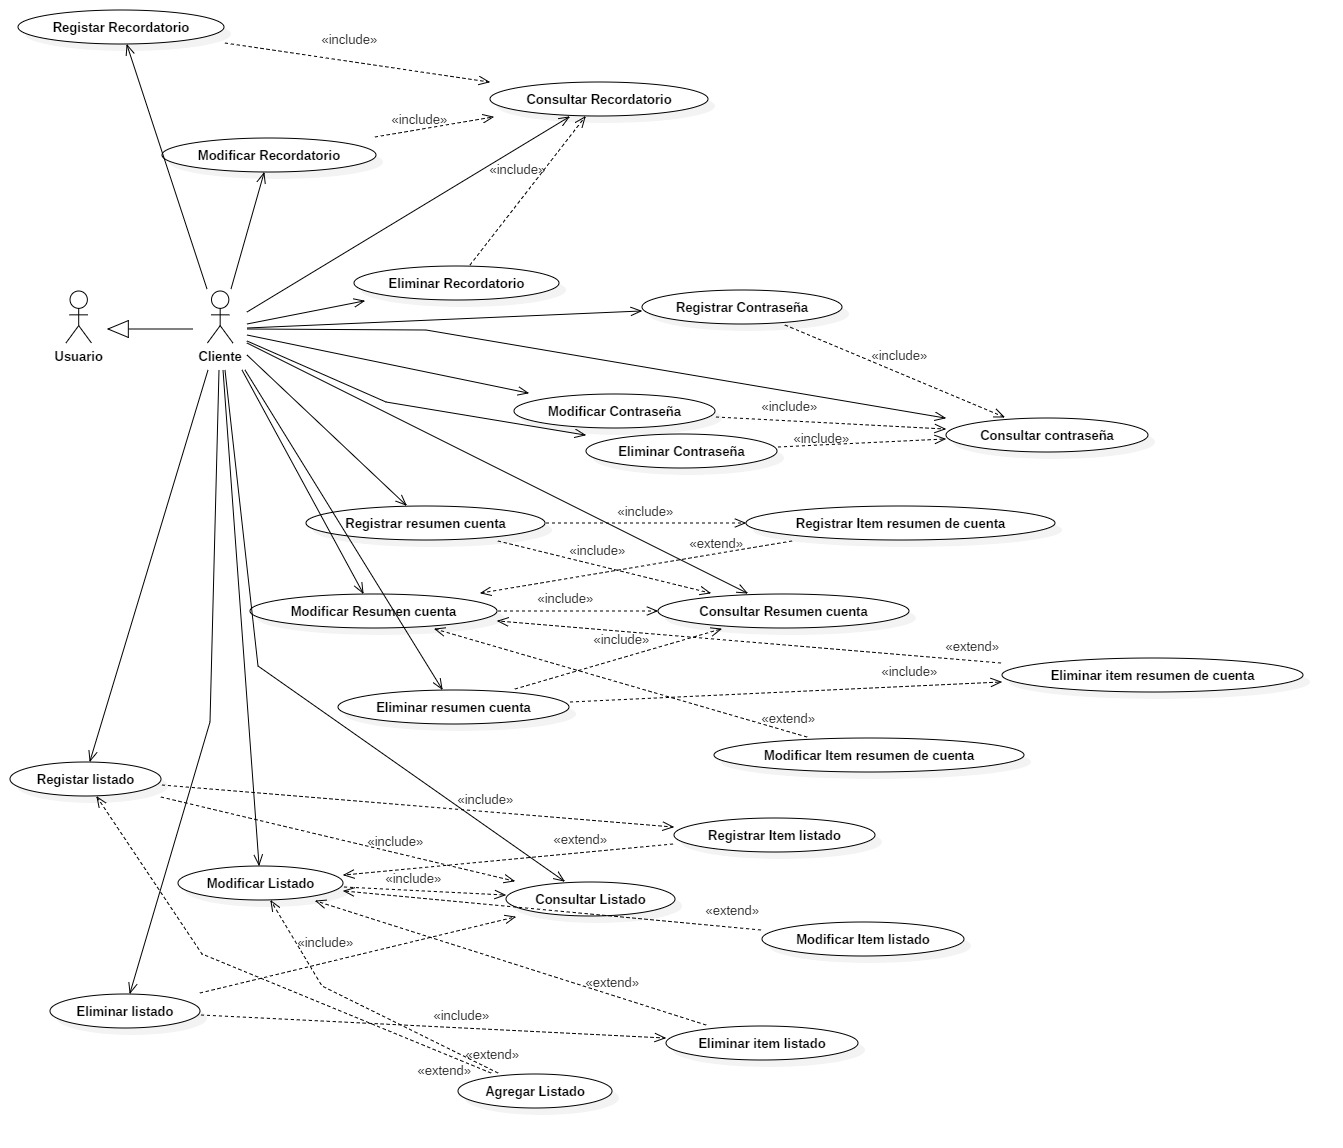 Registar Recordatorio
«include»
Consultar Recordatorio
«include»
Modificar Recordatorio
«include»
Eliminar Recordatorio
Registrar Contraseña
Usuario
Cliente
«include»
Modificar Contraseña
«include»
Consultar contraseña
«include»
Eliminar Contraseña
«include»
Registrar resumen cuenta
Registrar Item resumen de cuenta
«extend»
«include»
«include»
Modificar Resumen cuenta
Consultar Resumen cuenta
«include»
«extend»
«include»
Eliminar item resumen de cuenta
Eliminar resumen cuenta
«extend»
Modificar Item resumen de cuenta
Registar listado
«include»
Registrar Item listado
«include»
«extend»
«include»
Modificar Listado
Consultar Listado
«extend»
Modificar Item listado
«include»
«extend»
Eliminar listado
«include»
Eliminar item listado
«extend»
«extend»
Agregar Listado